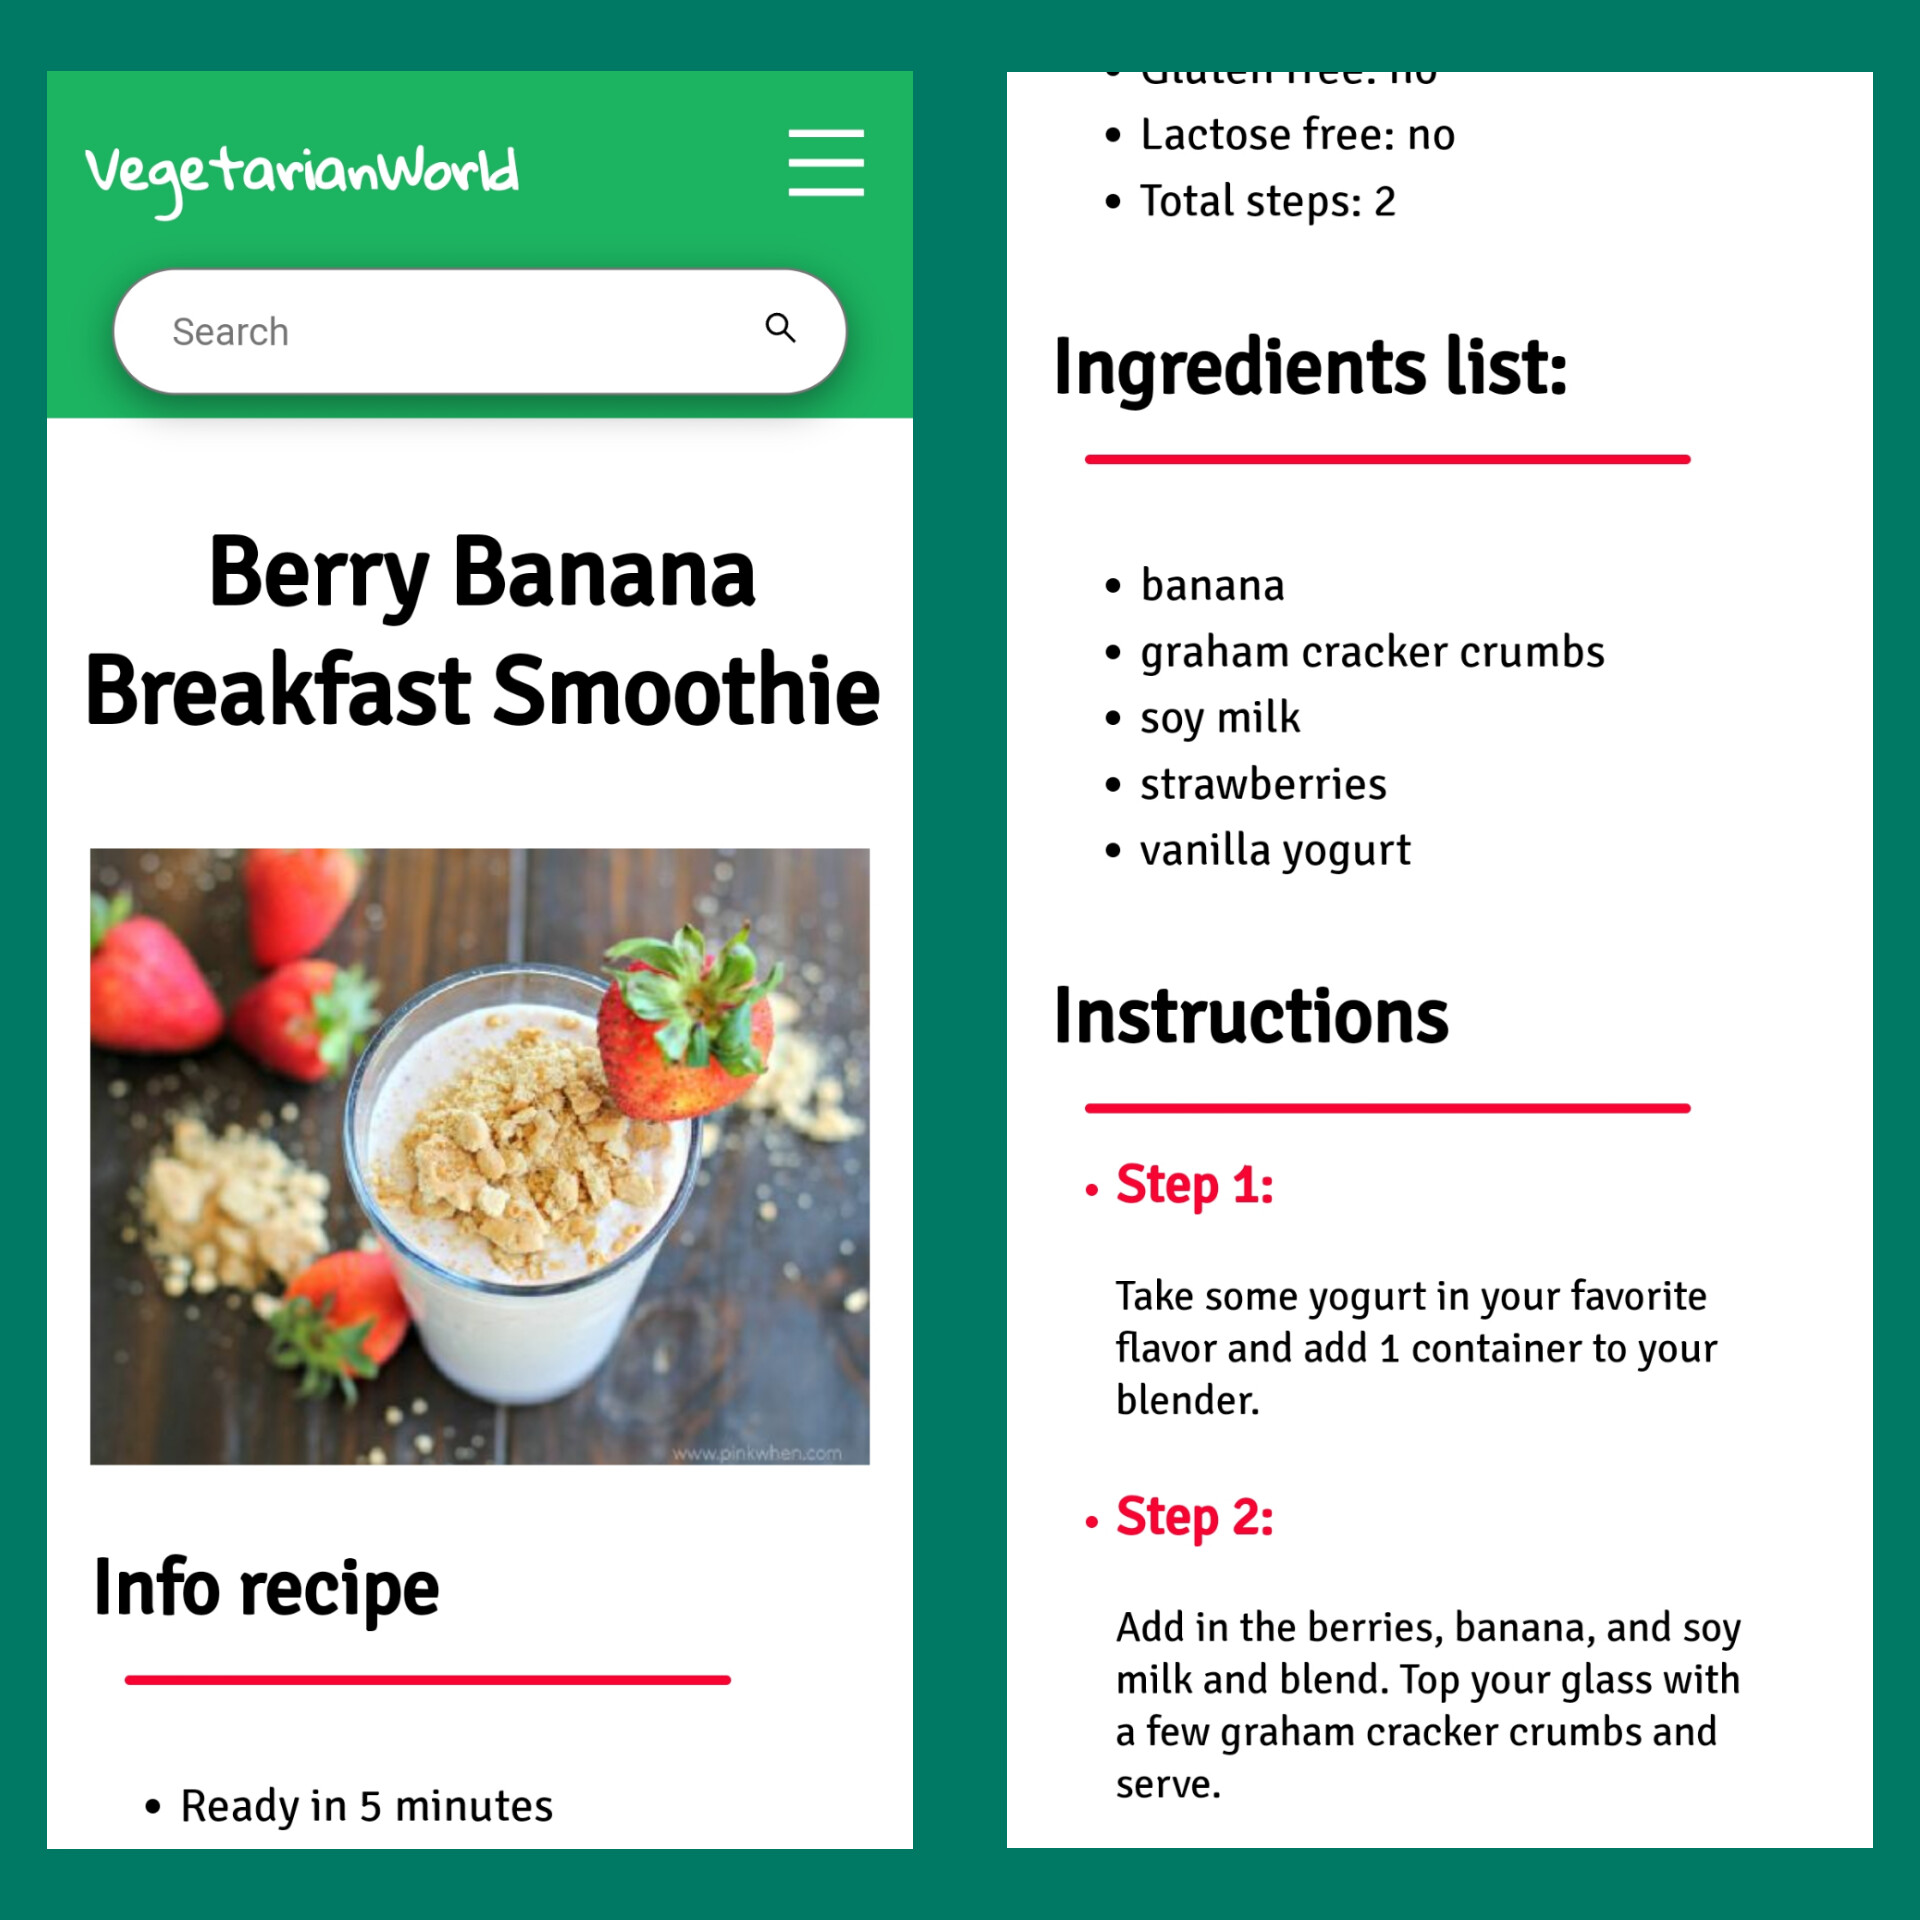 VegetarianWorld
Search
Berry Banana
Breakfast Smoothie
www.pinkwhen.com
Info recipe
• Ready in 5 minutes
• Gluten free: no
• Lactose free: no
• Total steps: 2
Ingredients list:
• banana
• graham cracker crumbs
• soy milk
• strawberries
• vanilla yogurt
Instructions
• Step 1:
Take some yogurt in your favorite
flavor and add 1 container to your
blender.
• Step 2:
Add in the berries, banana, and soy
milk and blend. Top your glass with
a few graham cracker crumbs and
serve.